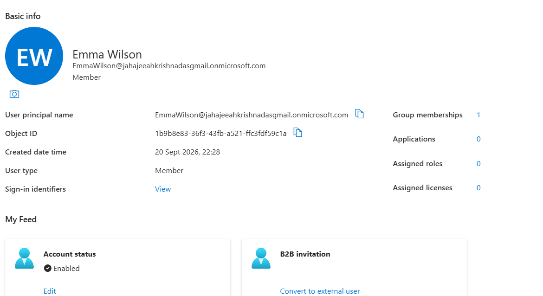 Basic info
EW
Emma Wilson
EmmaWilson@jahajeeahkrishnadasgmail.onmicrosoft.com
Member
User principal name EmmaWilson@jahajeeahkrishnadasgmail.onmicrosoft.com Group memberships 1
Object ID 1b9b8e83-36f3-43fb-a521-ffc3fdf59c1a Applications 0
Created date time 20 Sept 2026, 22:28 Assigned roles 0
User type Member Assigned licenses 0
Sign-in identifiers View
My Feed
Account status B2B invitation
Enabled
Edit Convert to external user